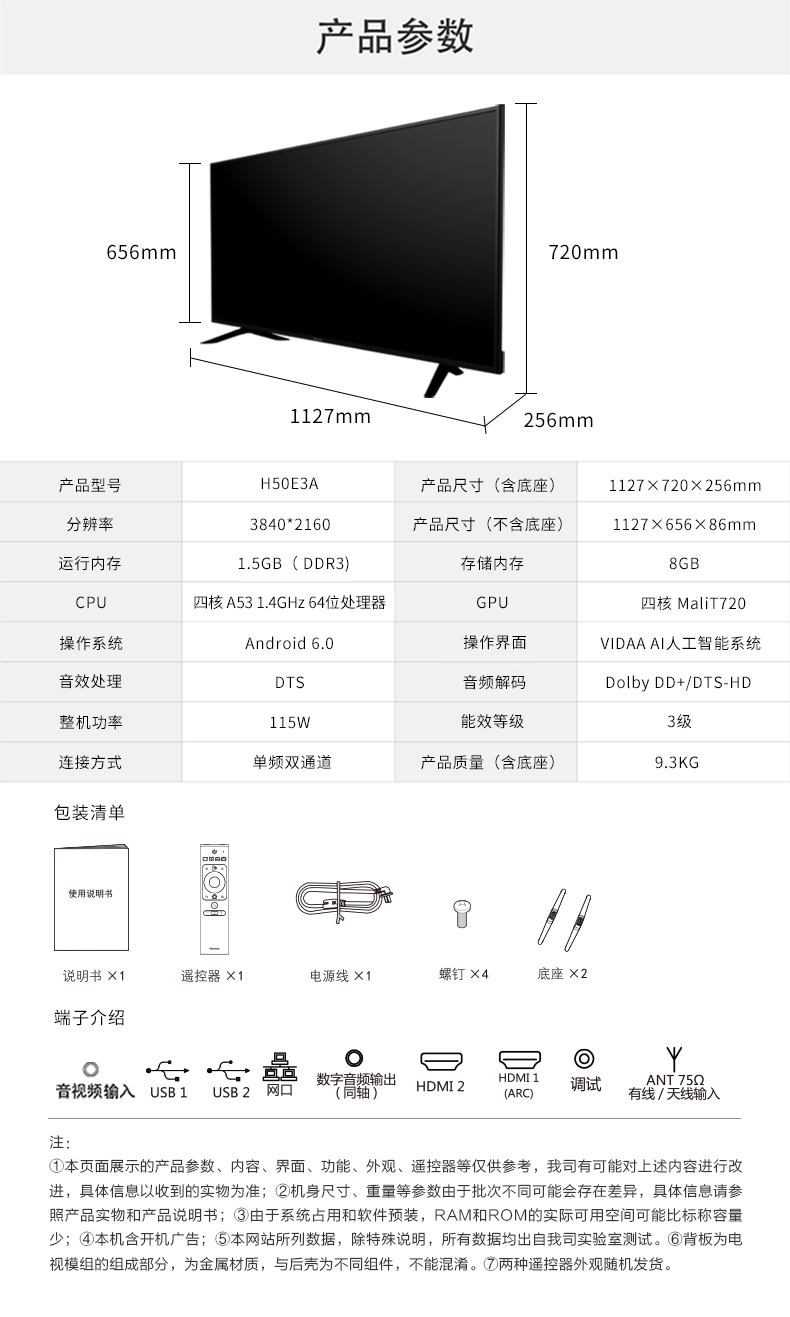 产品参数
656mm
720mm
1127mm
256mm
产品型号 H50E3A 产品尺寸（含底座） 1127×720×256mm
分辨率 3840*2160 产品尺寸（不含底座） 1127×656×86mm
运行内存 1.5GB（ DDR3) 存储内存 8GB
CPU 四核 A53 1.4GHz 64位处理器 GPU 四核 MaliT720
操作系统 Android 6.0 操作界面 VIDAA AI人工智能系统
音效处理 DTS 音频解码 Dolby DD+/DTS-HD
整机功率 115W 能效等级 3级
连接方式 单频双通道 产品质量（含底座） 9.3KG
包装清单
使用说明书
说明书 ×1 遥控器 ×1 电源线 ×1 螺钉 ×4 底座 ×2
端子介绍
音视频输入 USB 1 USB 2 网口 数字音频输出 HDMI 2 HDMI 1 调试 ANT 75Ω
（同轴） (ARC) 有线 / 天线输入
注：
①本页面展示的产品参数、内容、界面、功能、外观、遥控器等仅供参考，我司有可能对上述内容进行改
进，具体信息以收到的实物为准；②机身尺寸、重量等参数由于批次不同可能会存在差异，具体信息请参
照产品实物和产品说明书；③由于系统占用和软件预装，RAM和ROM的实际可用空间可能比标称容量
少；④本机含开机广告；⑤本网站所列数据，除特殊说明，所有数据均出自我司实验室测试。⑥背板为电
视模组的组成部分，为金属材质，与后壳为不同组件，不能混淆。⑦两种遥控器外观随机发货。